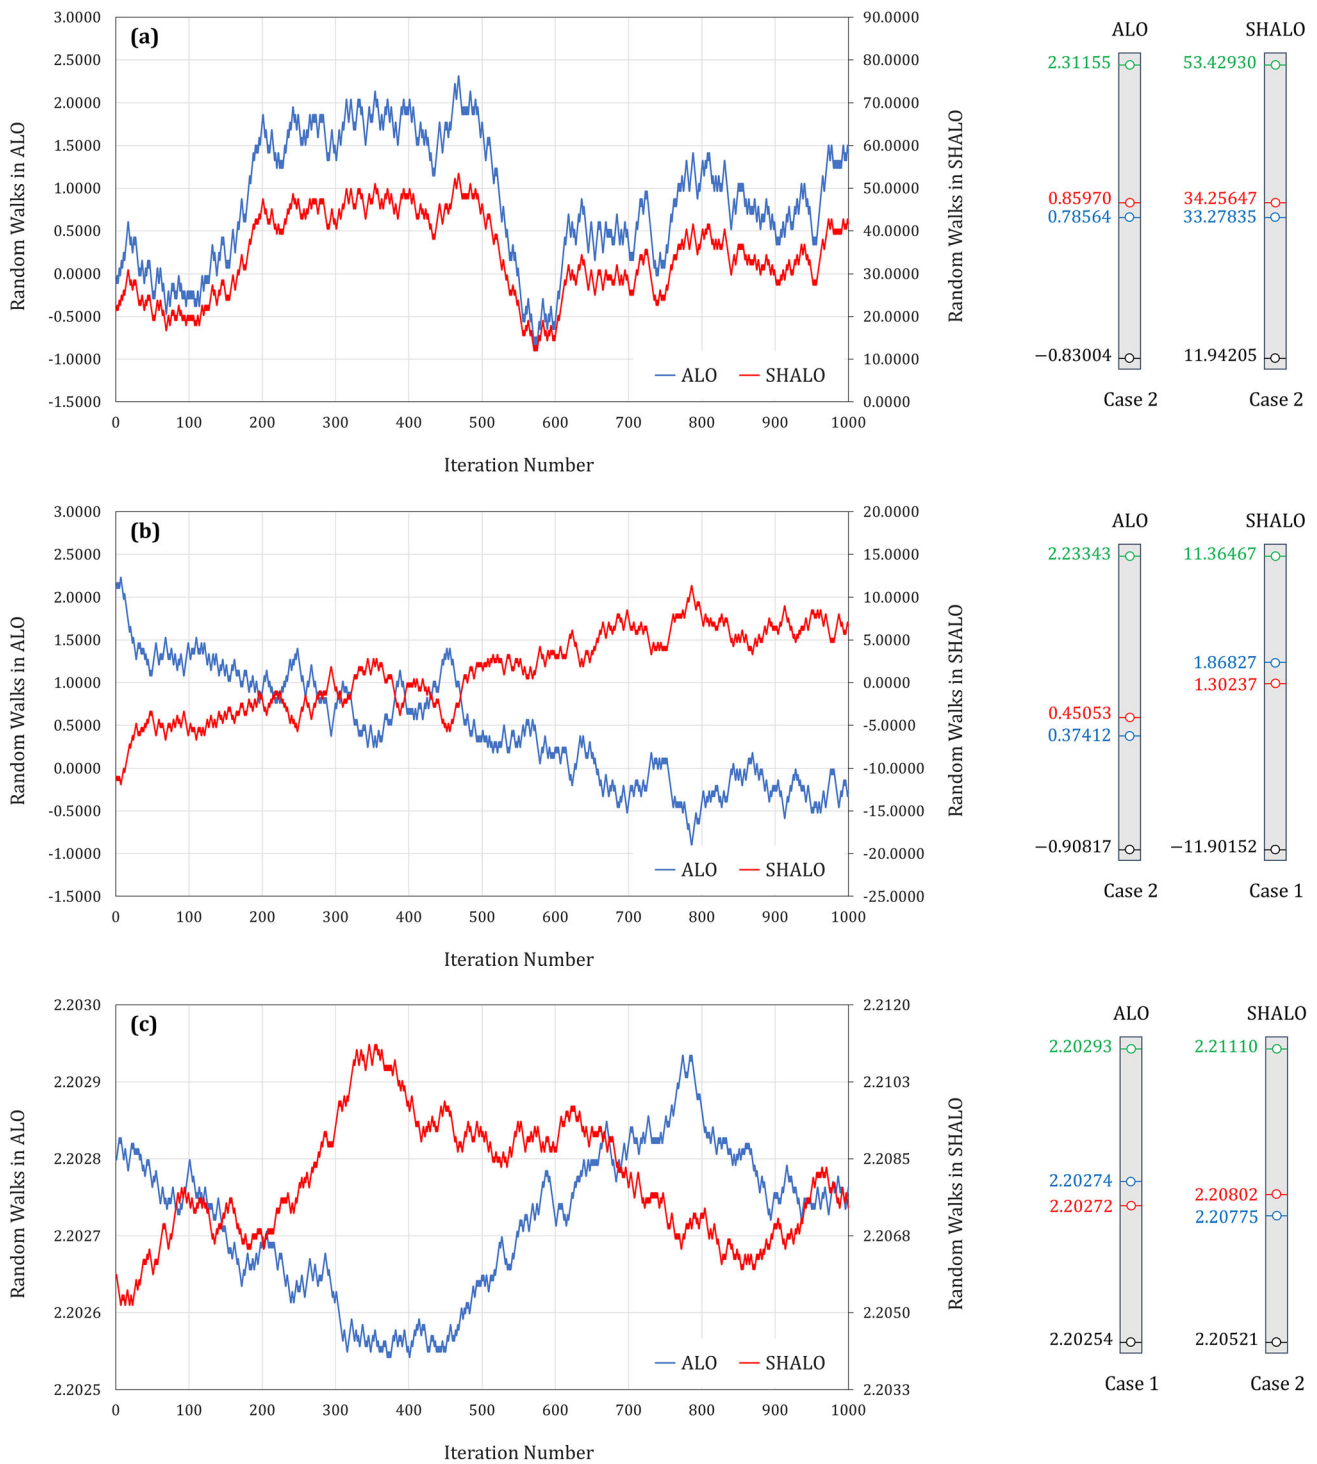 (a)
Random Walks in ALO
3.0000
2.5000
2.0000
1.5000
1.0000
0.5000
0.0000
-0.5000
-1.0000
-1.5000
90.0000
80.0000
70.0000
60.0000
50.0000
40.0000
30.0000
20.0000
10.0000
0.0000
Random Walks in SHALO
ALO SHALO
0 100 200 300 400 500 600 700 800 900 1000
Iteration Number
ALO
2.31155
0.85970
0.78564
−0.83004
Case 2
SHALO
53.42930
34.25647
33.27835
11.94205
Case 2
(b)
Random Walks in ALO
3.0000
2.5000
2.0000
1.5000
1.0000
0.5000
0.0000
-0.5000
-1.0000
-1.5000
20.0000
15.0000
10.0000
5.0000
0.0000
-5.0000
-10.0000
-15.0000
-20.0000
-25.0000
Random Walks in SHALO
ALO SHALO
0 100 200 300 400 500 600 700 800 900 1000
Iteration Number
ALO
2.23343
0.45053
0.37412
−0.90817
Case 2
SHALO
11.36467
1.86827
1.30237
−11.90152
Case 1
(c)
Random Walks in ALO
2.2030
2.2029
2.2028
2.2027
2.2026
2.2025
2.2120
2.2103
2.2085
2.2068
2.2050
2.2033
Random Walks in SHALO
ALO SHALO
0 100 200 300 400 500 600 700 800 900 1000
Iteration Number
ALO
2.20293
2.20274
2.20272
2.20254
Case 1
SHALO
2.21110
2.20802
2.20775
2.20521
Case 2